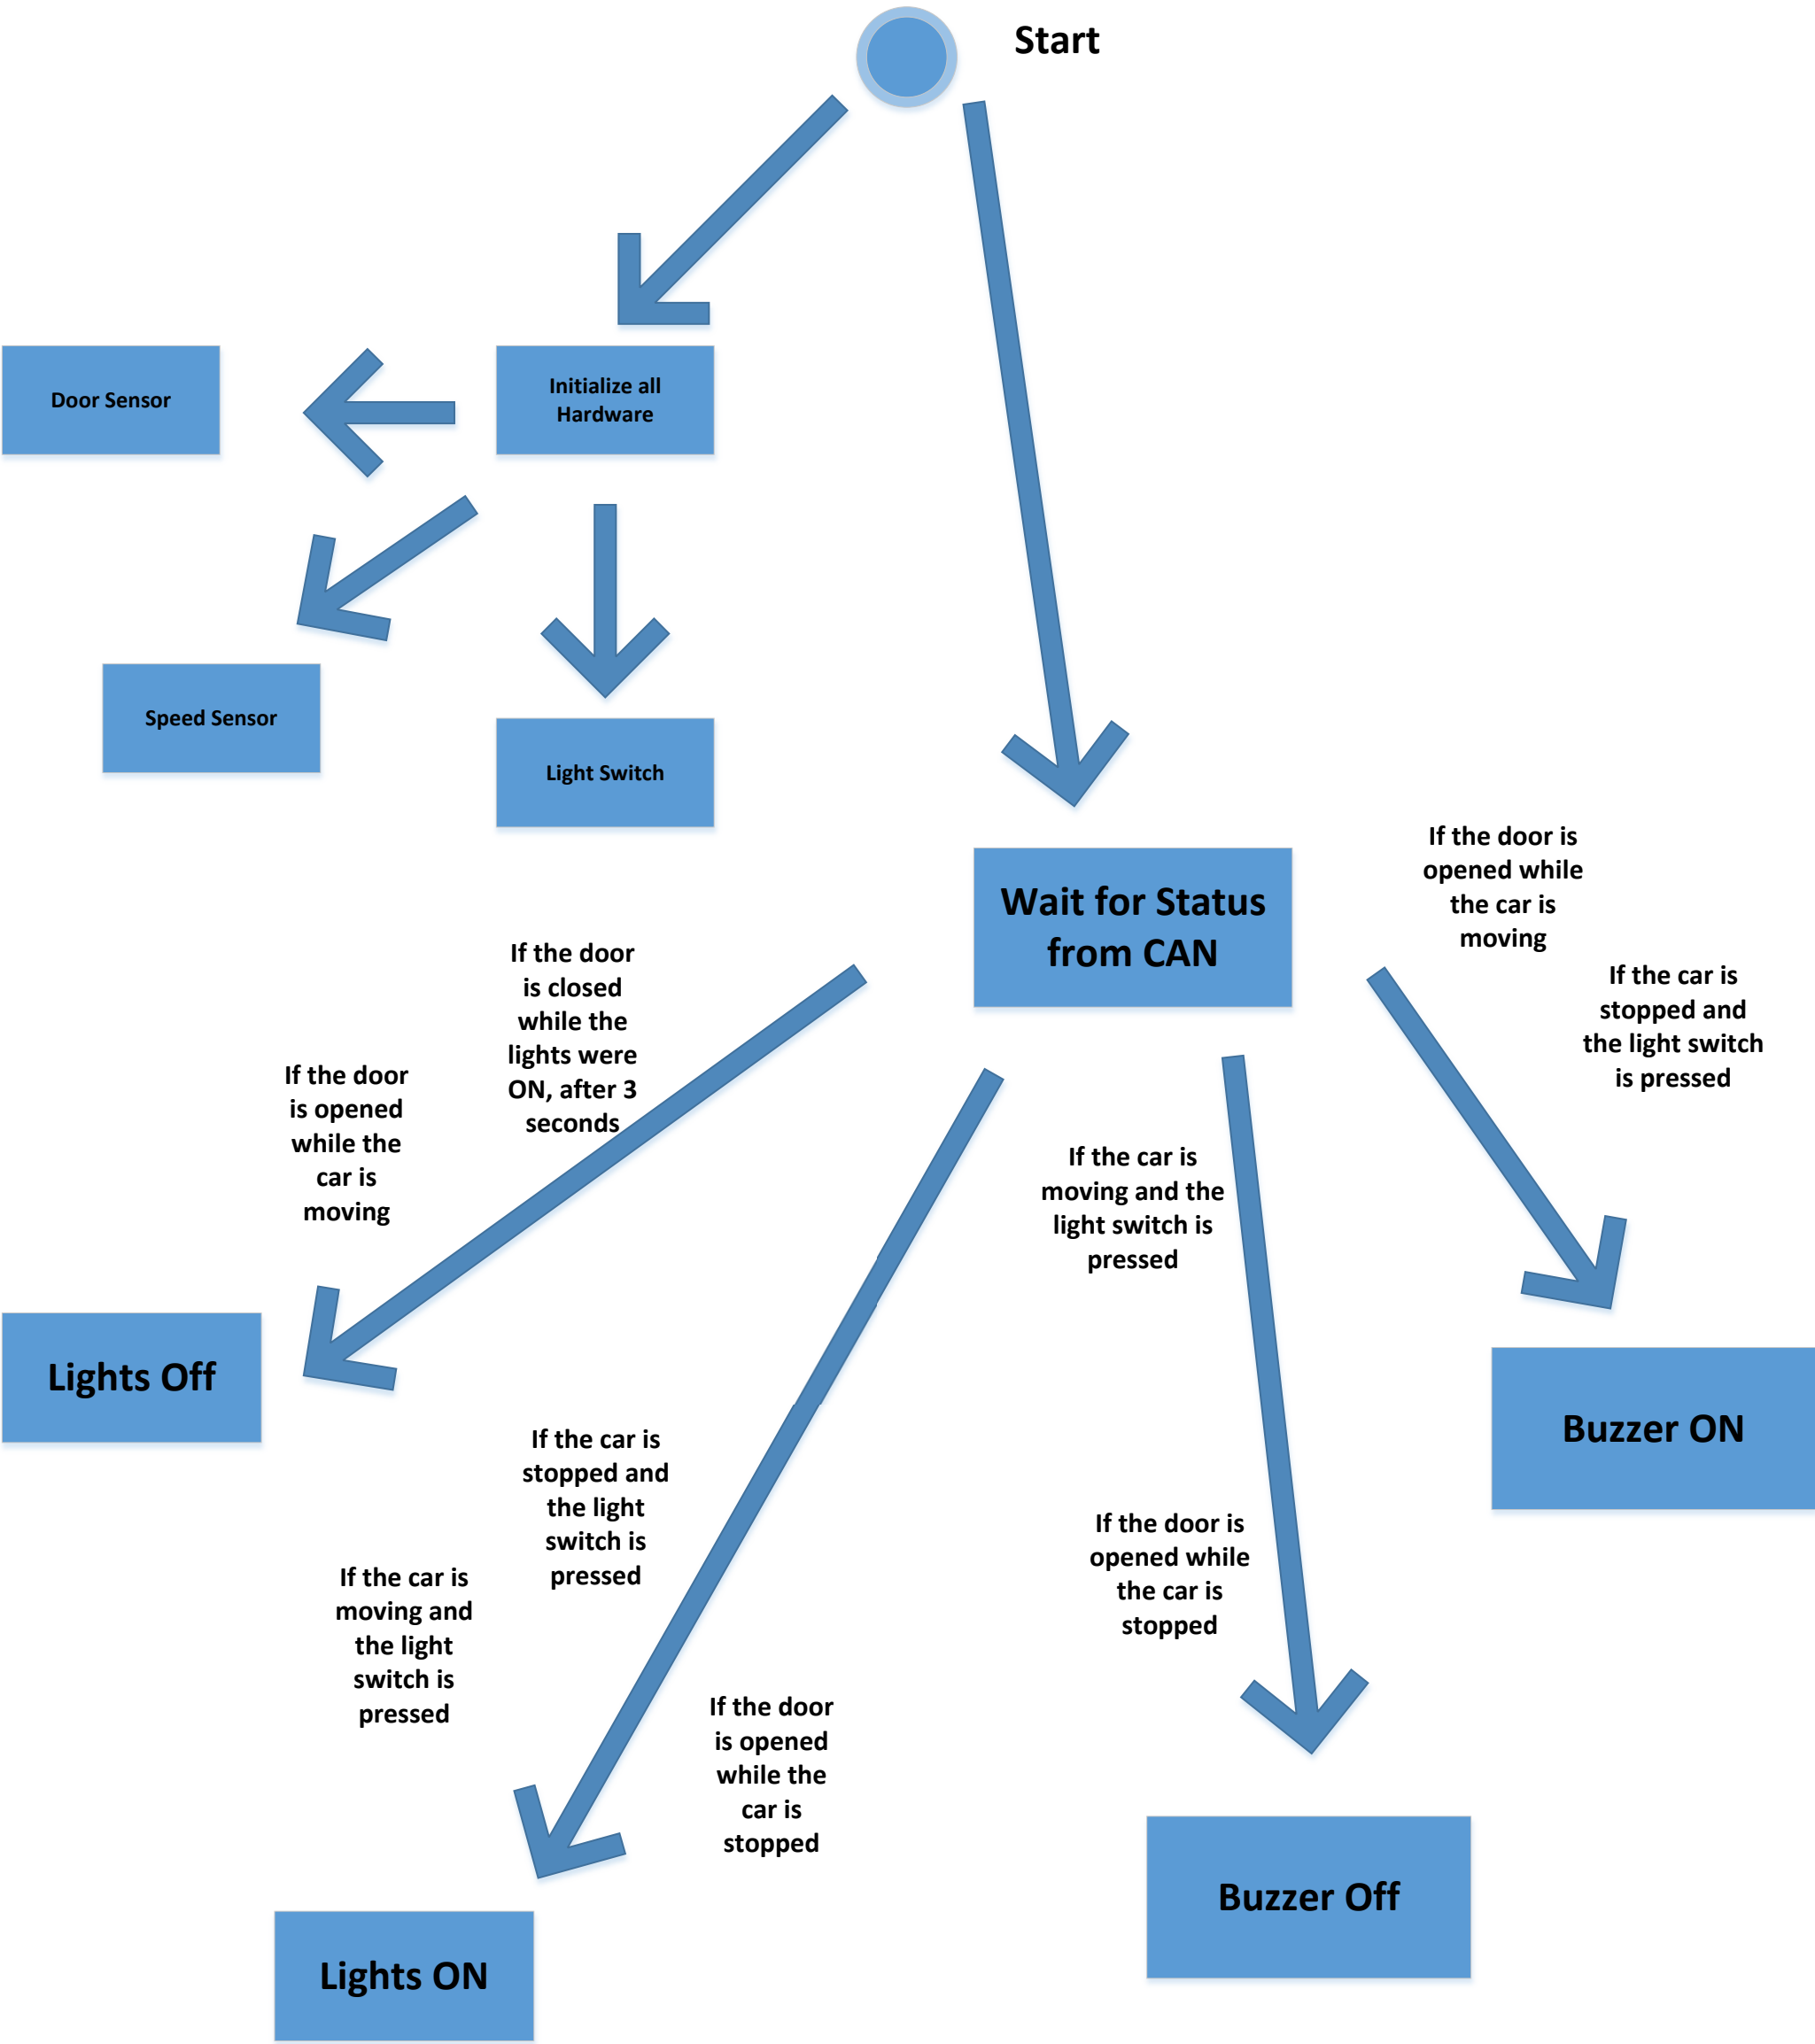 Start
Door Sensor
Initialize all
Hardware
Speed Sensor
Light Switch
Wait for Status
from CAN
If the door is
opened while
the car is
moving
If the car is
stopped and
the light switch
is pressed
If the door
is closed
while the
lights were
ON, after 3
seconds
If the door
is opened
while the
car is
moving
If the car is
moving and the
light switch is
pressed
Lights Off
Buzzer ON
If the car is
stopped and
the light
switch is
pressed
If the door is
opened while
the car is
stopped
If the car is
moving and
the light
switch is
pressed
If the door
is opened
while the
car is
stopped
Buzzer Off
Lights ON